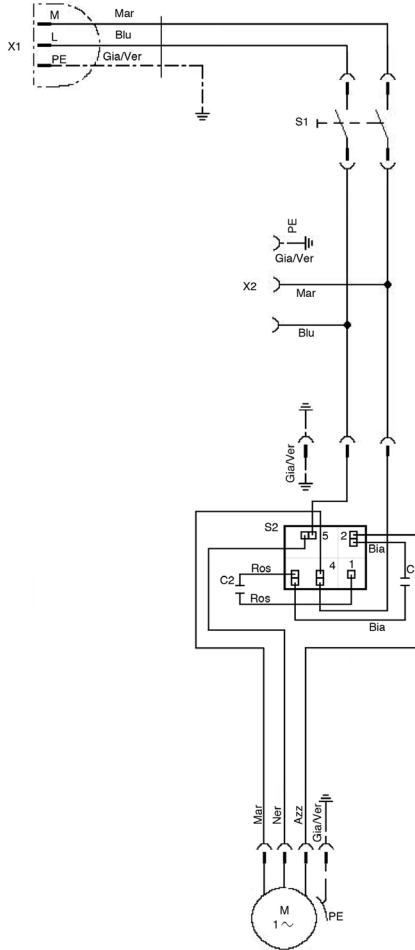 M
Mar
L
Blu
X1
PE
Gia/Ver
S1
PE
Gia/Ver
X2
Mar
Blu
Gia/Ver
S2
5
2
Bia
Ros
4
1
C2
C
Ros
Bia
Mar
Ner
Azz
Gia/Ver
M
1
PE